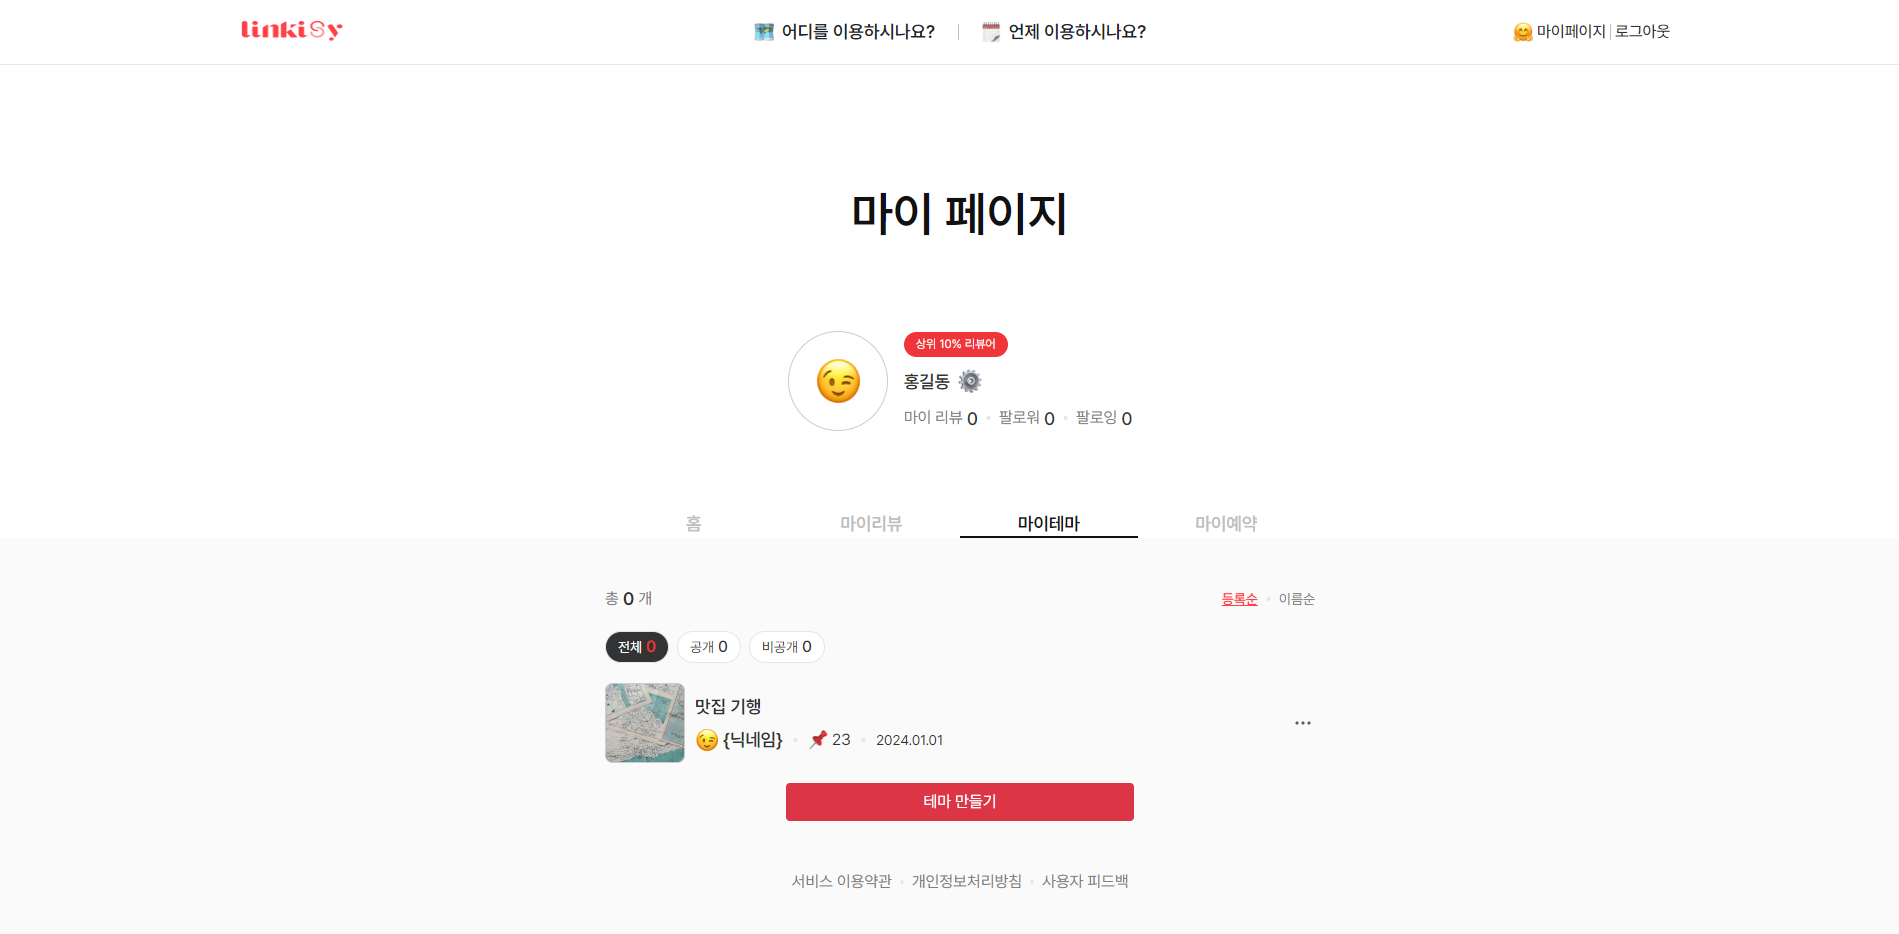 linkisy
어디를 이용하시나요? | 언제 이용하시나요?
마이페이지 | 로그아웃
마이 페이지
상위 10% 리뷰어
홍길동
마이 리뷰 0 • 팔로워 0 • 팔로잉 0
홈 마이리뷰 마이테마 마이예약
총 0 개
등록순 • 이름순
전체 0 공개 0 비공개 0
맛집 기행
{닉네임} • 23 • 2024.01.01
테마 만들기
서비스 이용약관 • 개인정보처리방침 • 사용자 피드백